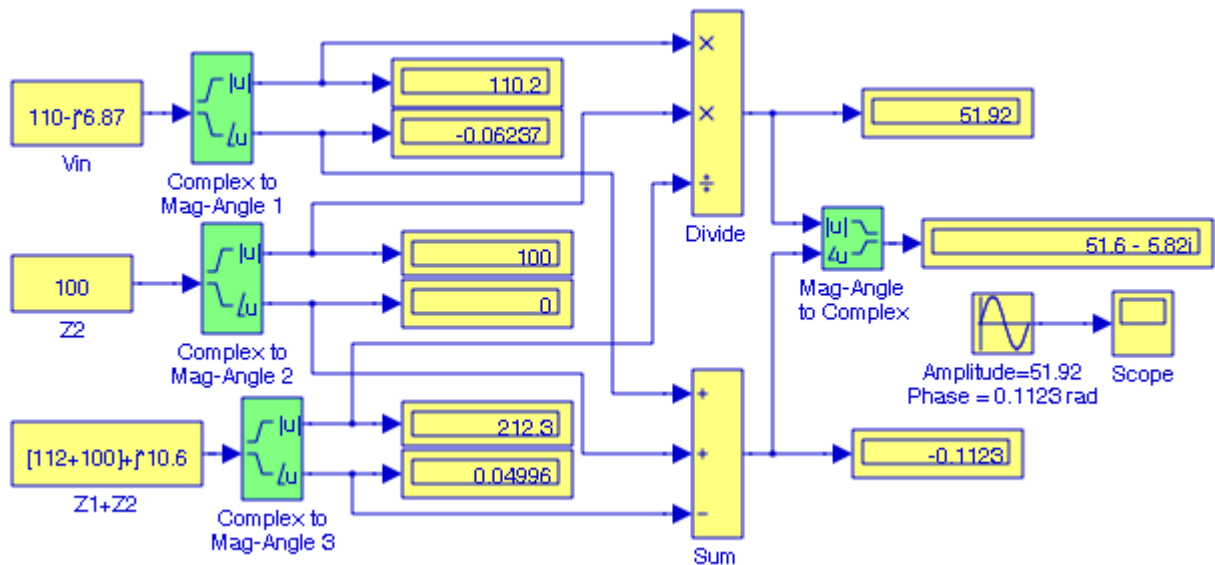 110-j*6.87
Vin
|u|
∠u
Complex to
Mag-Angle 1
110.2
-0.06237
×
×
÷
Divide
51.92
100
Z2
|u|
∠u
Complex to
Mag-Angle 2
100
0
|u|
∠u
Mag-Angle
to Complex
51.6 - 5.82i
Amplitude=51.92
Phase = 0.1123 rad
Scope
[112+100]+j*10.6
Z1+Z2
|u|
∠u
Complex to
Mag-Angle 3
212.3
0.04996
+
+
−
Sum
-0.1123